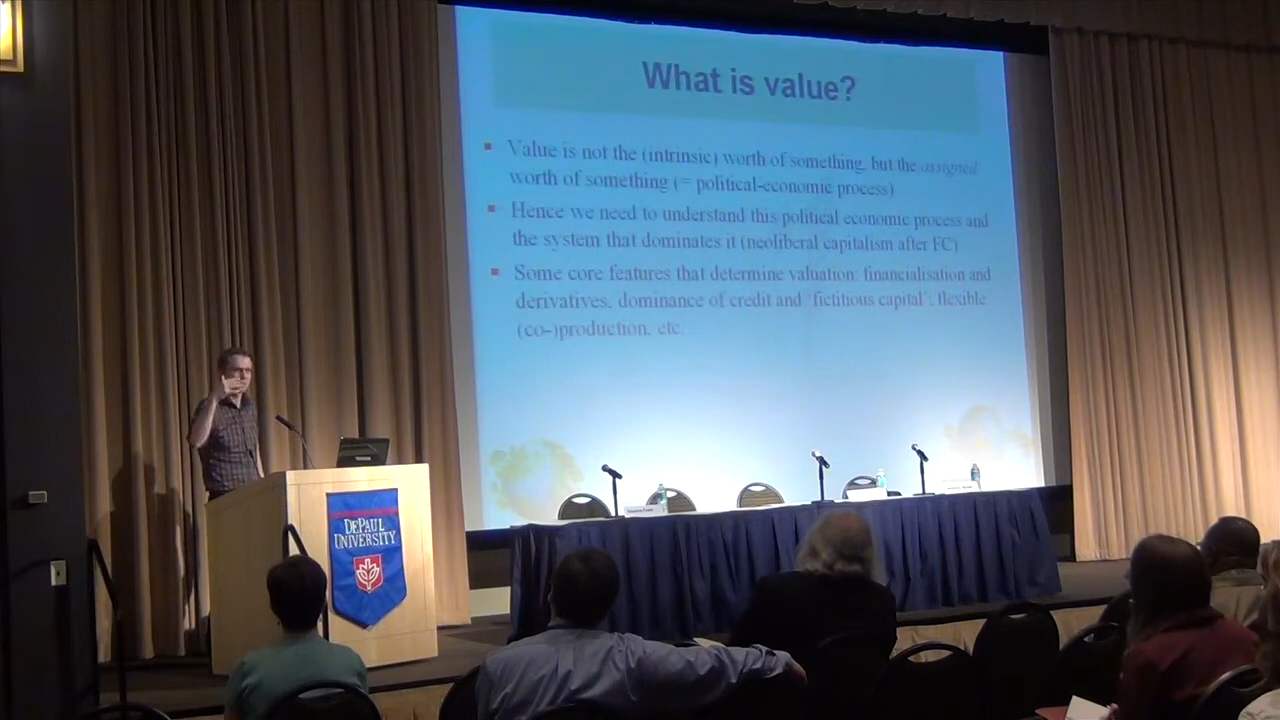 What is value?
Value is not the (intrinsic) worth of something, but the assigned
worth of something (= political-economic process)
Hence we need to understand this political economic process and
the system that dominates it (neoliberal capitalism after FC)
Some core features that determine valuation: financialisation and
derivatives, dominance of credit and 'fictitious capital'; flexible
(co-)production, etc.
DEPAUL
UNIVERSITY